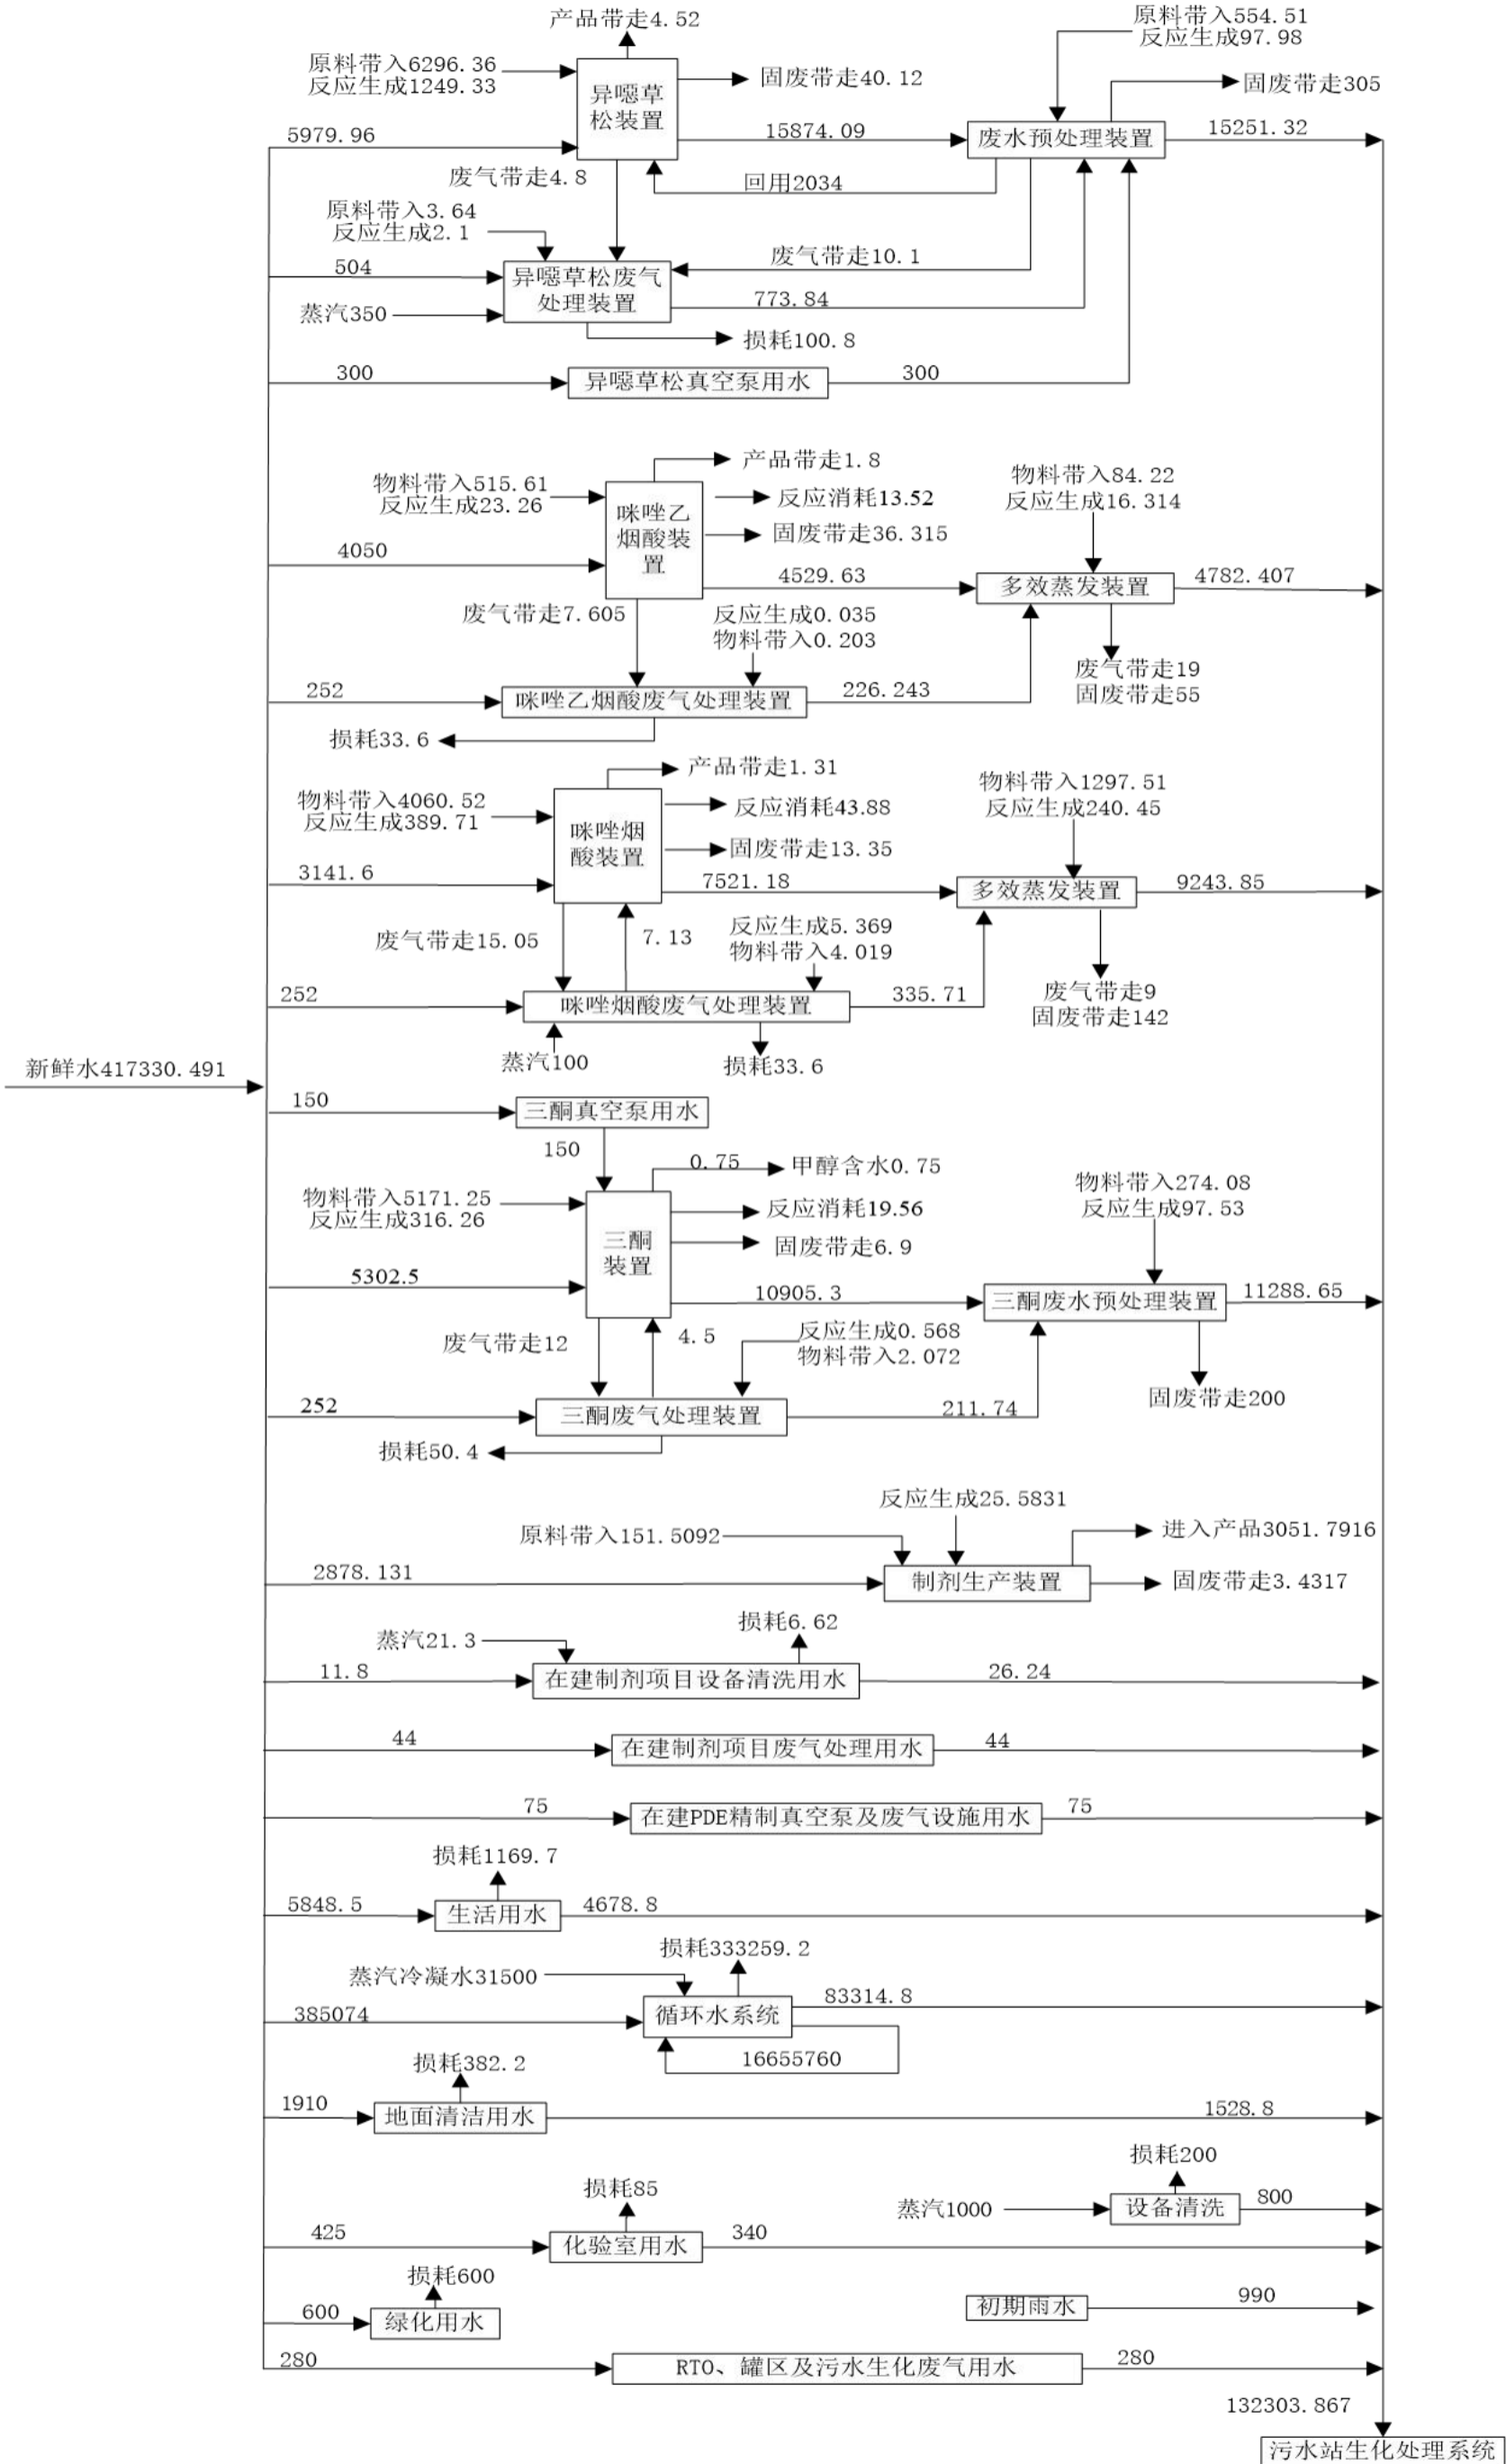 产品带走4.52
原料带入6296.36
反应生成1249.33
异噁草
松装置
固废带走40.12
原料带入554.51
反应生成97.98
固废带走305
5979.96
15874.09
废水预处理装置
15251.32
废气带走4.8
回用2034
原料带入3.64
反应生成2.1
504
蒸汽350
异噁草松废气
处理装置
废气带走10.1
773.84
损耗100.8
300
异噁草松真空泵用水
300
产品带走1.8
物料带入515.61
反应生成23.26
咪唑乙
烟酸装
置
反应消耗13.52
固废带走36.315
物料带入84.22
反应生成16.314
4050
4529.63
多效蒸发装置
4782.407
废气带走7.605
反应生成0.035
物料带入0.203
废气带走19
固废带走55
252
咪唑乙烟酸废气处理装置
226.243
损耗33.6
产品带走1.31
物料带入4060.52
反应生成389.71
咪唑烟
酸装置
反应消耗43.88
固废带走13.35
物料带入1297.51
反应生成240.45
3141.6
7521.18
多效蒸发装置
9243.85
废气带走15.05
7.13
反应生成5.369
物料带入4.019
废气带走9
固废带走142
252
咪唑烟酸废气处理装置
335.71
蒸汽100
损耗33.6
新鲜水417330.491
150
三酮真空泵用水
150
0.75
甲醇含水0.75
物料带入5171.25
反应生成316.26
三酮
装置
反应消耗19.56
固废带走6.9
物料带入274.08
反应生成97.53
5302.5
10905.3
三酮废水预处理装置
11288.65
废气带走12
4.5
反应生成0.568
物料带入2.072
固废带走200
252
三酮废气处理装置
211.74
损耗50.4
反应生成25.5831
原料带入151.5092
进入产品3051.7916
2878.131
制剂生产装置
固废带走3.4317
损耗6.62
蒸汽21.3
11.8
在建制剂项目设备清洗用水
26.24
44
在建制剂项目废气处理用水
44
75
在建PDE精制真空泵及废气设施用水
75
损耗1169.7
5848.5
生活用水
4678.8
损耗333259.2
蒸汽冷凝水31500
385074
循环水系统
83314.8
16655760
损耗382.2
1910
地面清洁用水
1528.8
损耗200
蒸汽1000
设备清洗
800
损耗85
425
化验室用水
340
损耗600
600
绿化用水
初期雨水
990
280
RTO、罐区及污水生化废气用水
280
132303.867
污水站生化处理系统